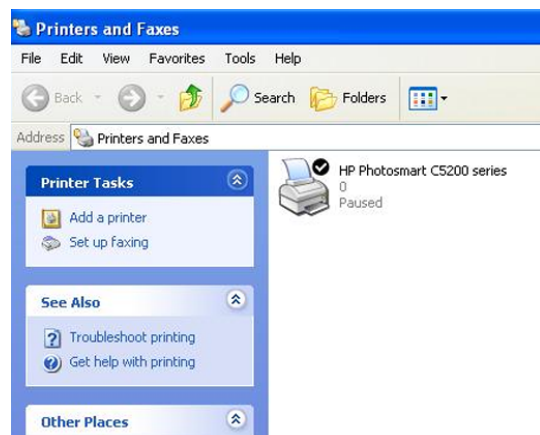 Printers and Faxes
File Edit View Favorites Tools Help
Back Search Folders
Address Printers and Faxes
Printer Tasks
Add a printer
Set up faxing
See Also
Troubleshoot printing
Get help with printing
Other Places
HP Photosmart C5200 series
0
Paused